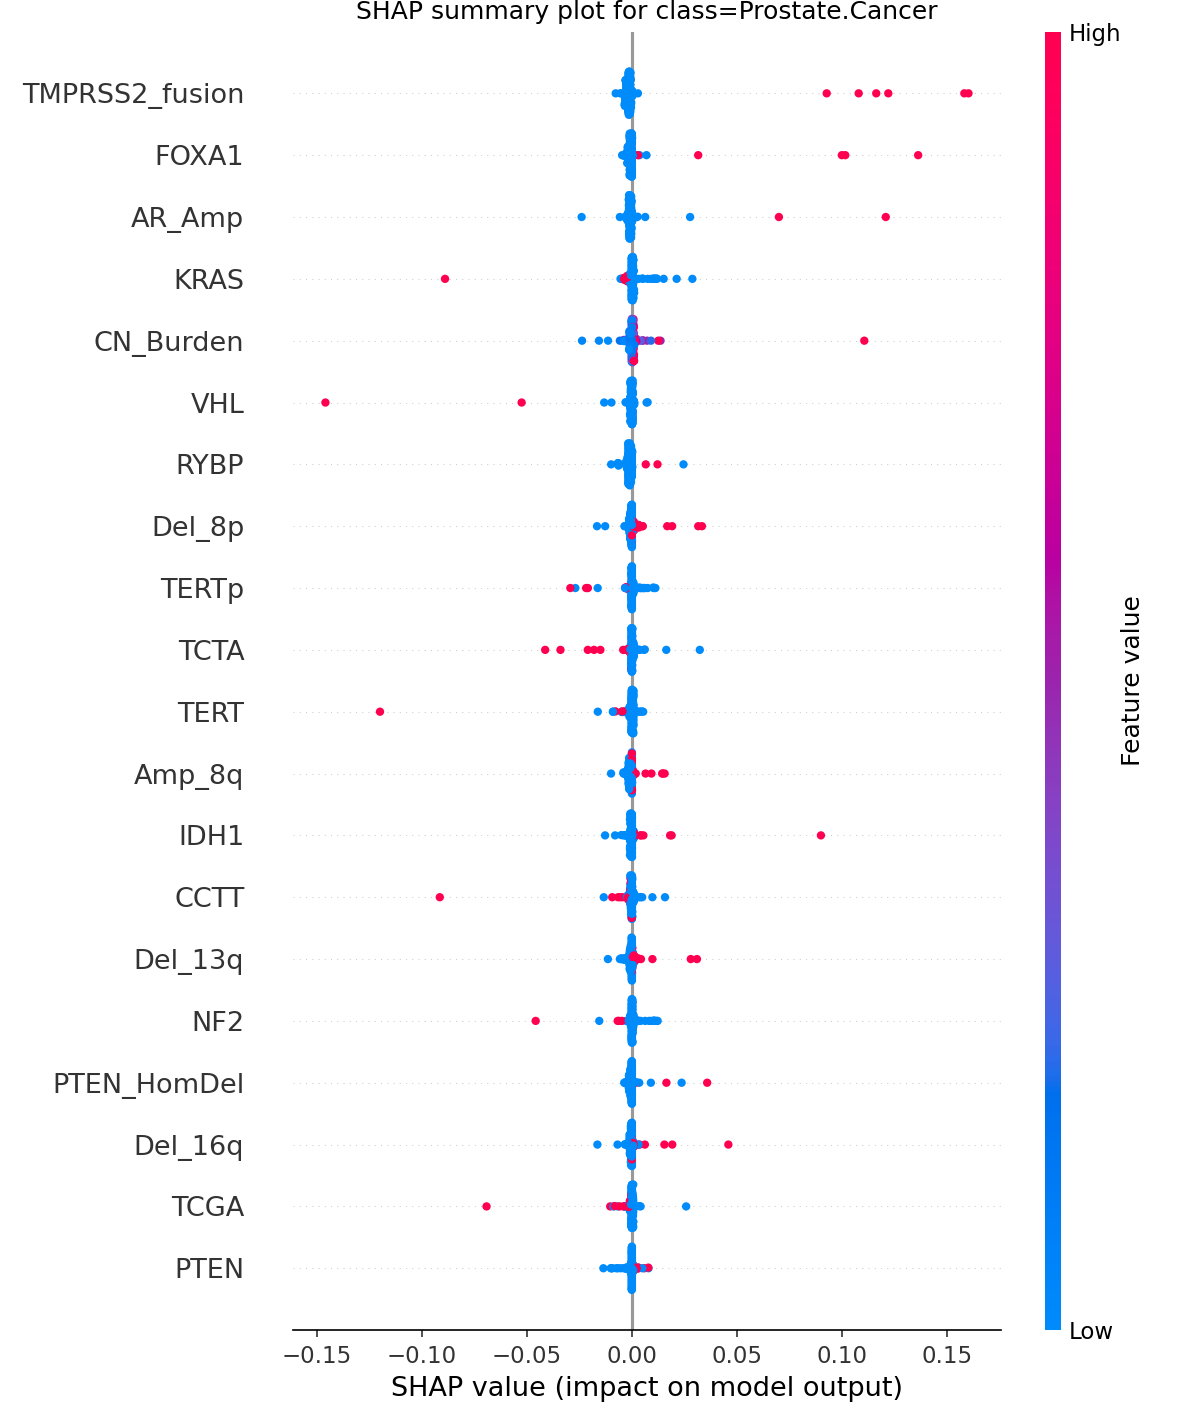 SHAP summary plot for class=Prostate.Cancer
High
TMPRSS2_fusion
FOXA1
AR_Amp
KRAS
CN_Burden
VHL
RYBP
Del_8p
TERTp
TCTA
TERT
Amp_8q
IDH1
CCTT
Del_13q
NF2
PTEN_HomDel
Del_16q
TCGA
PTEN
Feature value
Low
−0.15 −0.10 −0.05 0.00 0.05 0.10 0.15
SHAP value (impact on model output)